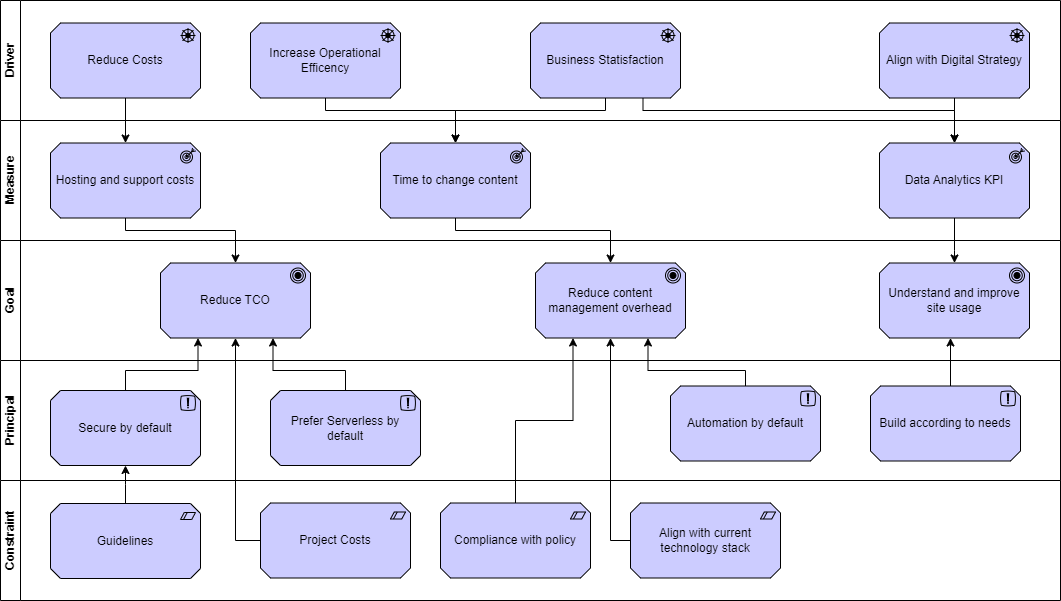 Driver
Reduce Costs
Increase Operational
Efficency
Business Statisfaction
Align with Digital Strategy
Measure
Hosting and support costs
Time to change content
Data Analytics KPI
Goal
Reduce TCO
Reduce content
management overhead
Understand and improve
site usage
Principal
Secure by default
Prefer Serverless by
default
Automation by default
Build according to needs
Constraint
Guidelines
Project Costs
Compliance with policy
Align with current
technology stack